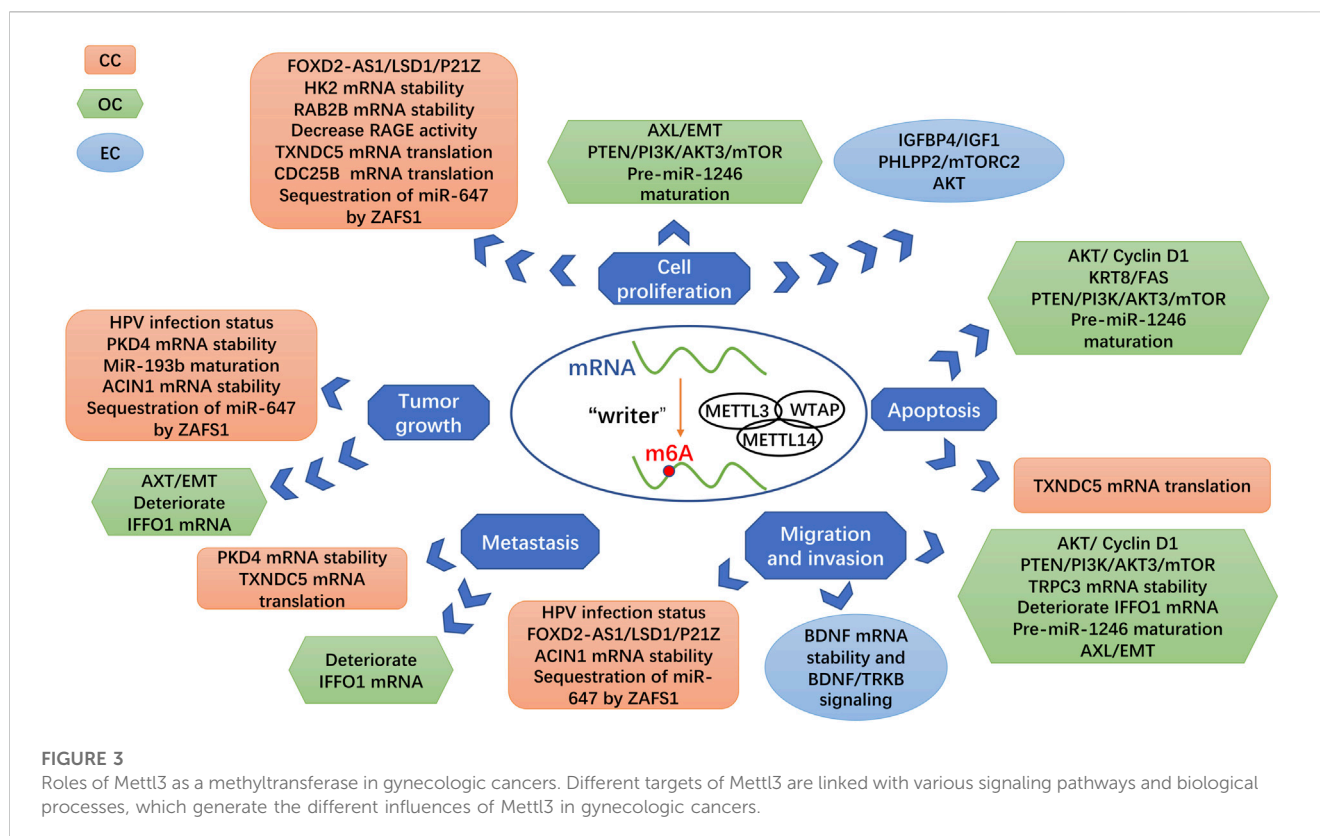 CC
OC
EC
FOXD2-AS1/LSD1/P21Z
HK2 mRNA stability
RAB2B mRNA stability
Decrease RAGE activity
TXNDC5 mRNA translation
CDC25B mRNA translation
Sequestration of miR-647
by ZAFS1
AXL/EMT
PTEN/PI3K/AKT3/mTOR
Pre-miR-1246
maturation
IGFBP4/IGF1
PHLPP2/mTORC2
AKT
Cell
proliferation
AKT/ Cyclin D1
KRT8/FAS
PTEN/PI3K/AKT3/mTOR
Pre-miR-1246
maturation
HPV infection status
PKD4 mRNA stability
MiR-193b maturation
ACIN1 mRNA stability
Sequestration of miR-647
by ZAFS1
Tumor
growth
mRNA
“writer”
m6A
METTL3
WTAP
METTL14
Apoptosis
AXT/EMT
Deteriorate
IFFO1 mRNA
TXNDC5 mRNA translation
Metastasis
Migration
and invasion
PKD4 mRNA stability
TXNDC5 mRNA
translation
Deteriorate
IFFO1 mRNA
HPV infection status
FOXD2-AS1/LSD1/P21Z
ACIN1 mRNA stability
Sequestration of miR-
647 by ZAFS1
BDNF mRNA
stability and
BDNF/TRKB
signaling
AKT/ Cyclin D1
PTEN/PI3K/AKT3/mTOR
TRPC3 mRNA stability
Deteriorate IFFO1 mRNA
Pre-miR-1246 maturation
AXL/EMT
FIGURE 3
Roles of Mettl3 as a methyltransferase in gynecologic cancers. Different targets of Mettl3 are linked with various signaling pathways and biological
processes, which generate the different influences of Mettl3 in gynecologic cancers.